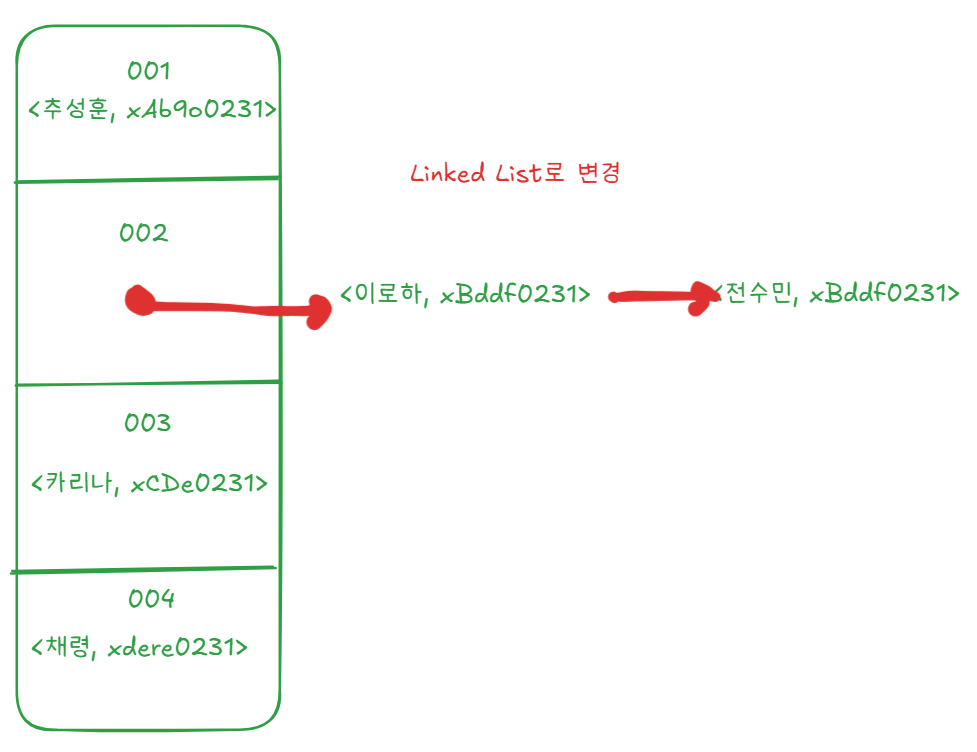 001
<추성훈, xAb9o0231>
Linked List로 변경
002
<이로하, xBddf0231>
<전수민, xBddf0231>
003
<카리나, xCDe0231>
004
<채령, xdere0231>